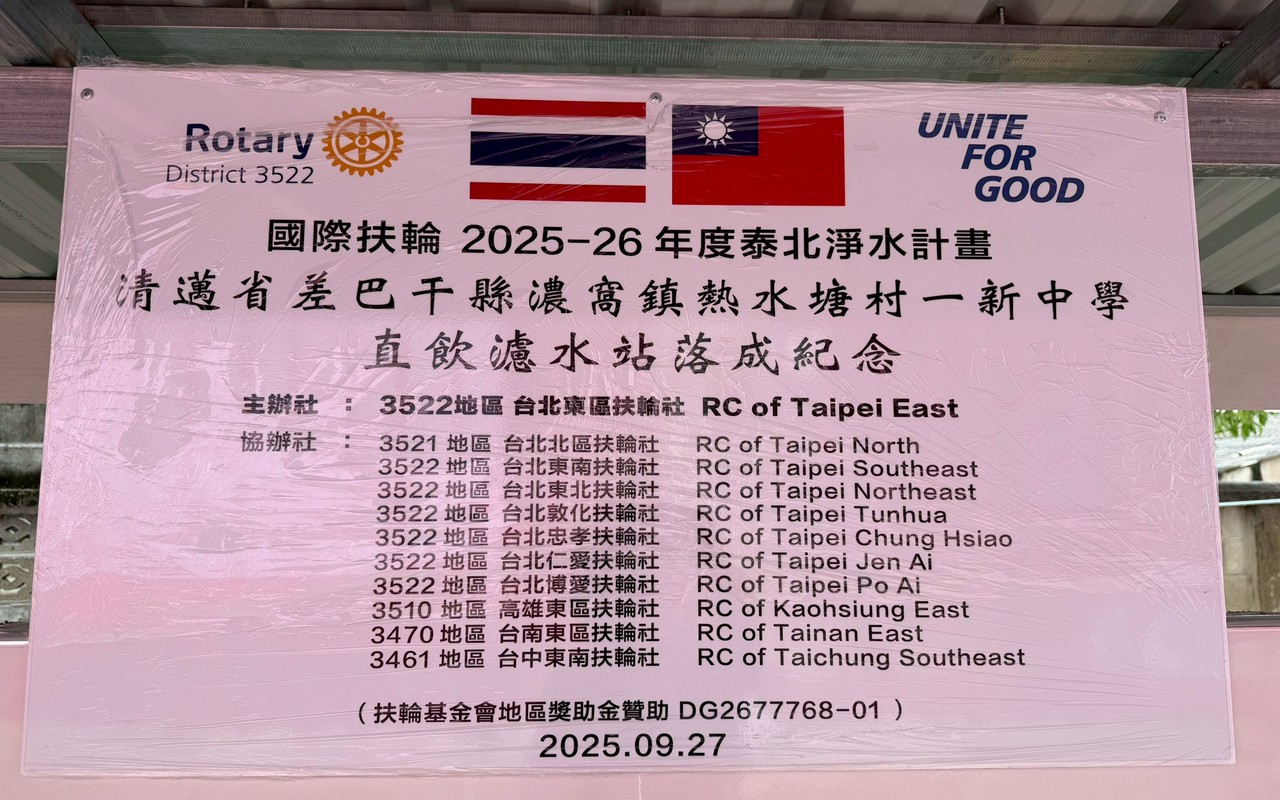 Rotary
District 3522
UNITE
FOR
GOOD
國際扶輪 2025-26 年度泰北淨水計畫
清邁省差巴干縣濃窩鎮熱水塘村一新中學
直飲濾水站落成紀念
主辦社 : 3522地區 台北東區扶輪社 RC of Taipei East
協辦社 : 3521 地區 台北北區扶輪社 RC of Taipei North
3522 地區 台北東南扶輪社 RC of Taipei Southeast
3522 地區 台北東北扶輪社 RC of Taipei Northeast
3522 地區 台北敦化扶輪社 RC of Taipei Tunhua
3522 地區 台北忠孝扶輪社 RC of Taipei Chung Hsiao
3522 地區 台北仁愛扶輪社 RC of Taipei Jen Ai
3522 地區 台北博愛扶輪社 RC of Taipei Po Ai
3510 地區 高雄東區扶輪社 RC of Kaohsiung East
3470 地區 台南東區扶輪社 RC of Tainan East
3461 地區 台中東南扶輪社 RC of Taichung Southeast
( 扶輪基金會地區獎助金贊助 DG2677768-01 )
2025.09.27